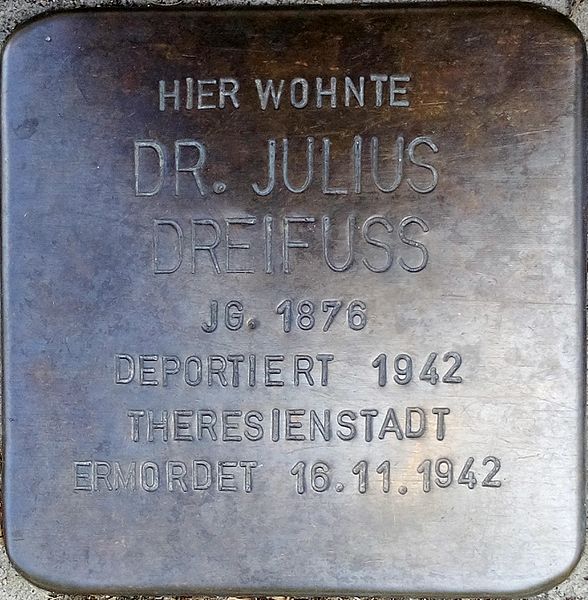 HIER WOHNTE
DR. JULIUS
DREIFUSS
JG. 1876
DEPORTIERT 1942
THERESIENSTADT
ERMORDET 16.11.1942